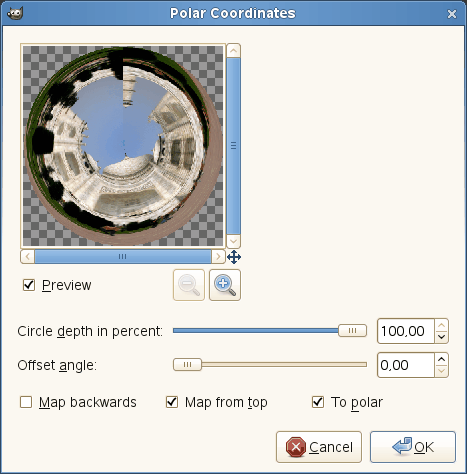 Polar Coordinates
Preview
Circle depth in percent: 100,00
Offset angle: 0,00
Map backwards Map from top To polar
Cancel OK